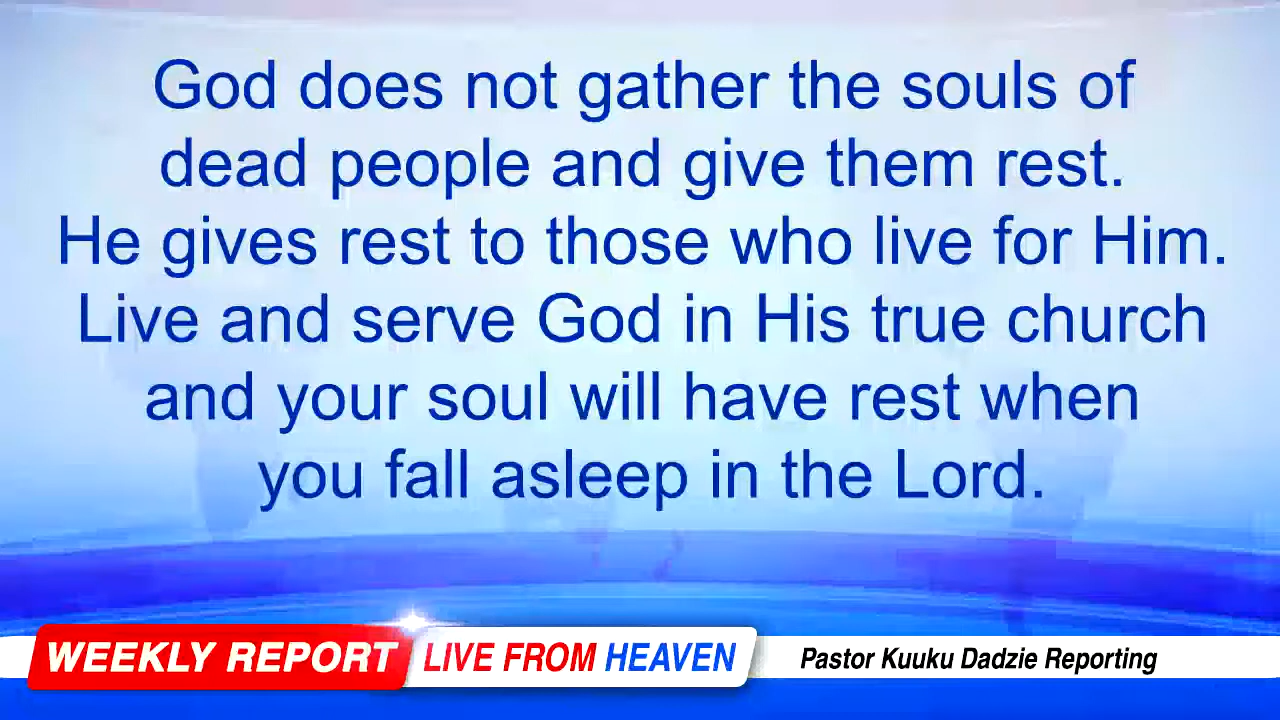 God does not gather the souls of
dead people and give them rest.
He gives rest to those who live for Him.
Live and serve God in His true church
and your soul will have rest when
you fall asleep in the Lord.
WEEKLY REPORT LIVE FROM HEAVEN Pastor Kuuku Dadzie Reporting